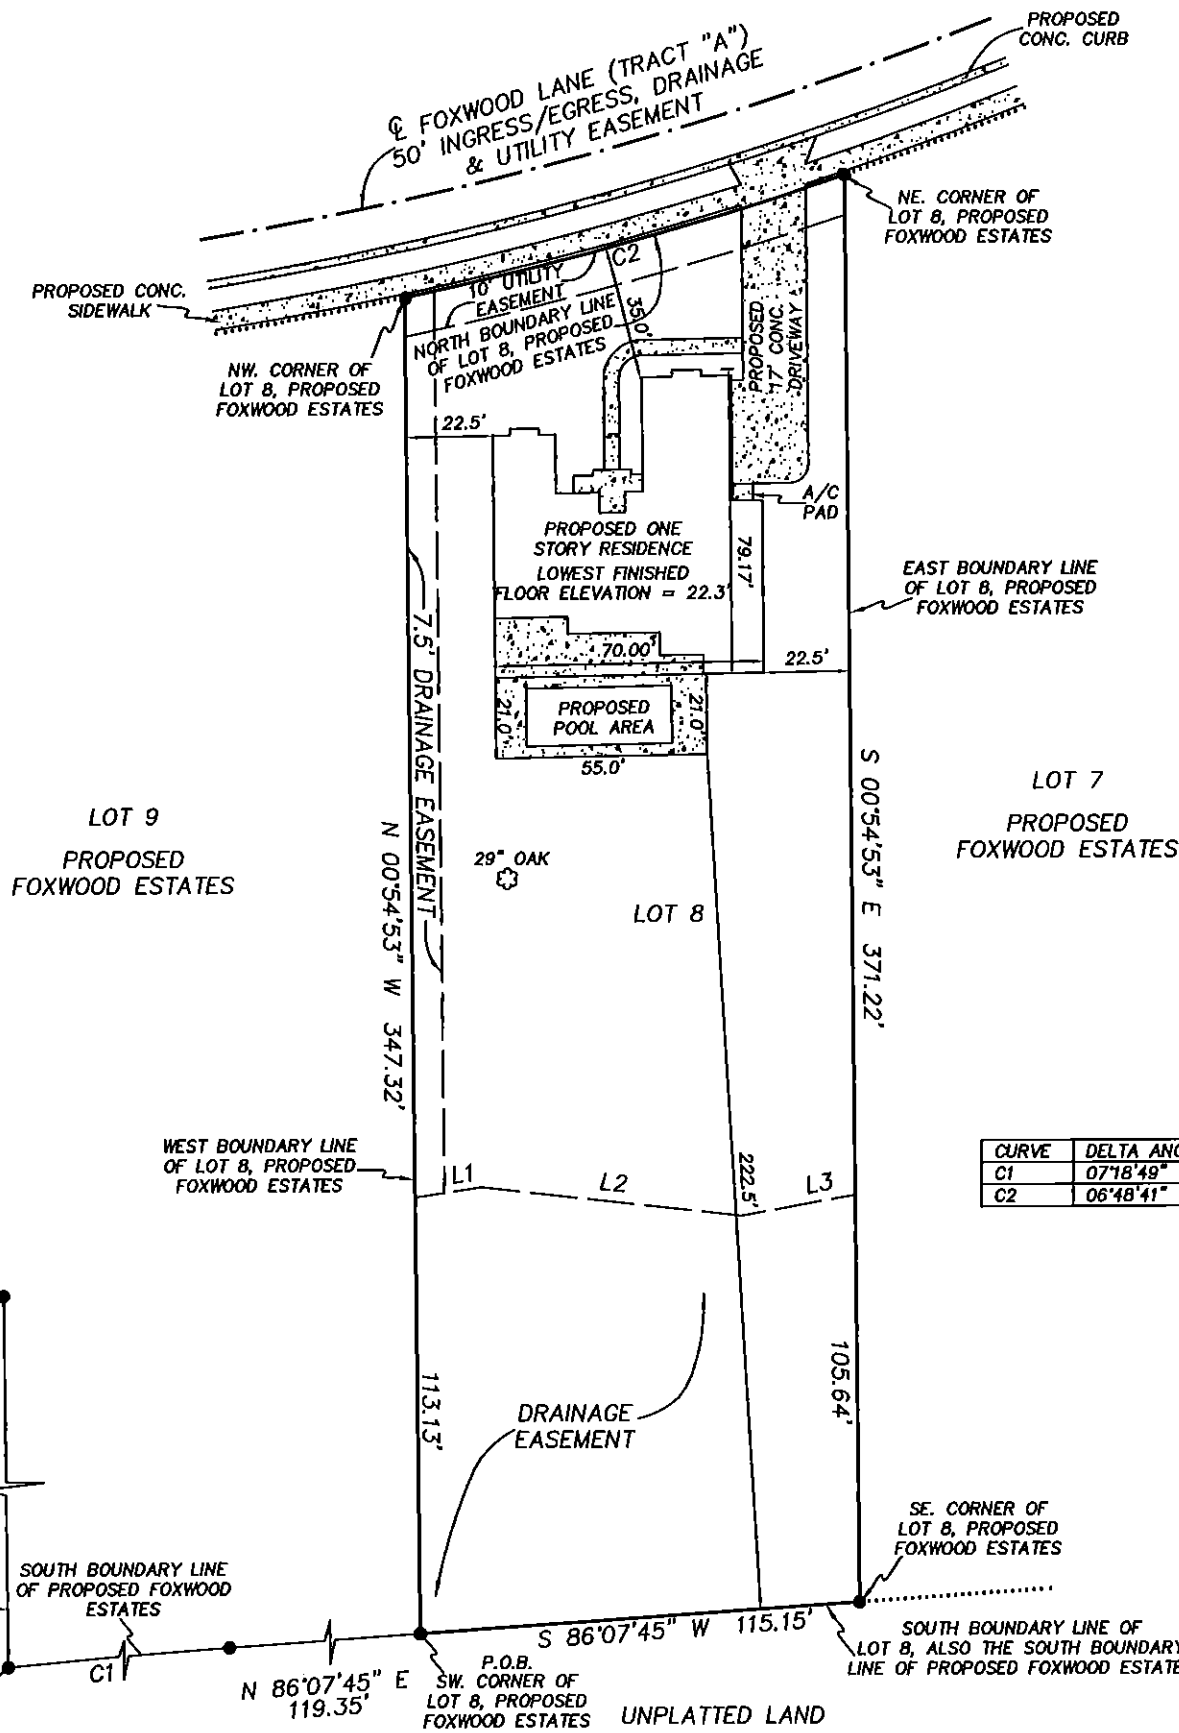 PROPOSED
CONC. CURB
℄ FOXWOOD LANE (TRACT "A")
50' INGRESS/EGRESS, DRAINAGE
& UTILITY EASEMENT
NE. CORNER OF
LOT 8, PROPOSED
FOXWOOD ESTATES
PROPOSED CONC.
SIDEWALK
C2
10' UTILITY
EASEMENT
NORTH BOUNDARY LINE
OF LOT 8, PROPOSED
FOXWOOD ESTATES
35.0'
PROPOSED
17' CONC.
DRIVEWAY
NW. CORNER OF
LOT 8, PROPOSED
FOXWOOD ESTATES
22.5'
A/C
PAD
PROPOSED ONE
STORY RESIDENCE
LOWEST FINISHED
FLOOR ELEVATION = 22.3'
79.17'
EAST BOUNDARY LINE
OF LOT 8, PROPOSED
FOXWOOD ESTATES
7.5' DRAINAGE EASEMENT
70.00'
22.5'
21.0'
PROPOSED
POOL AREA
21.0'
55.0'
LOT 9
PROPOSED
FOXWOOD ESTATES
N 00°54'53" W 347.32'
29" OAK
LOT 8
S 00°54'53" E 371.22'
LOT 7
PROPOSED
FOXWOOD ESTATES
WEST BOUNDARY LINE
OF LOT 8, PROPOSED
FOXWOOD ESTATES
L1
L2
222.5'
L3
CURVE DELTA ANG
C1 07°18'49"
C2 06°48'41"
113.13'
DRAINAGE
EASEMENT
105.64'
SE. CORNER OF
LOT 8, PROPOSED
FOXWOOD ESTATES
SOUTH BOUNDARY LINE
OF PROPOSED FOXWOOD
ESTATES
C1
N 86°07'45" E
119.35'
P.O.B.
SW. CORNER OF
LOT 8, PROPOSED
FOXWOOD ESTATES
S 86°07'45" W 115.15'
SOUTH BOUNDARY LINE OF
LOT 8, ALSO THE SOUTH BOUNDARY
LINE OF PROPOSED FOXWOOD ESTATE
UNPLATTED LAND